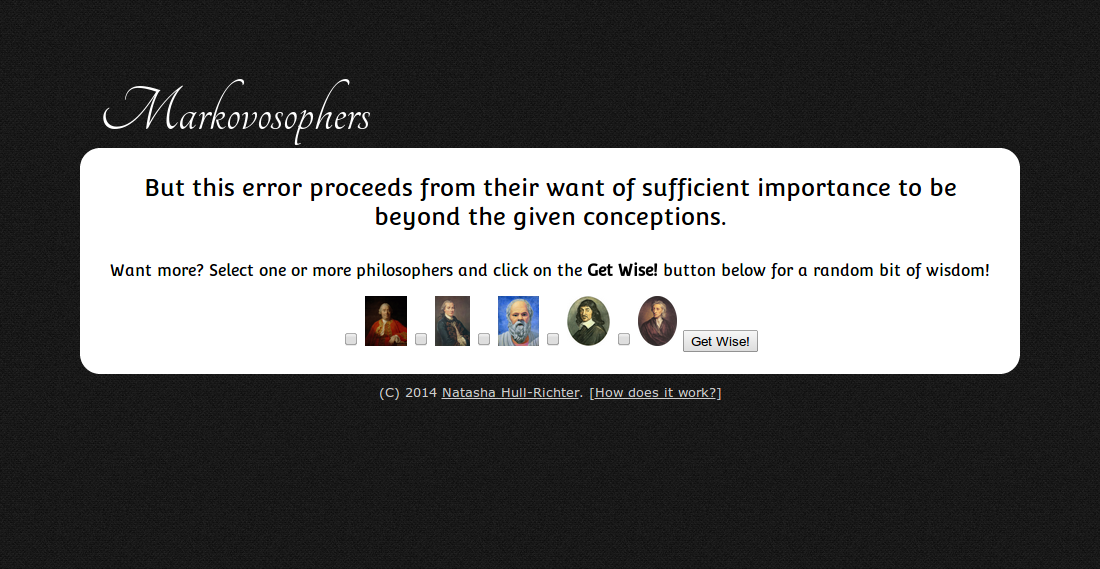 Markovosophers
But this error proceeds from their want of sufficient importance to be
beyond the given conceptions.
Want more? Select one or more philosophers and click on the Get Wise! button below for a random bit of wisdom!
Get Wise!
(C) 2014 Natasha Hull-Richter. [How does it work?]